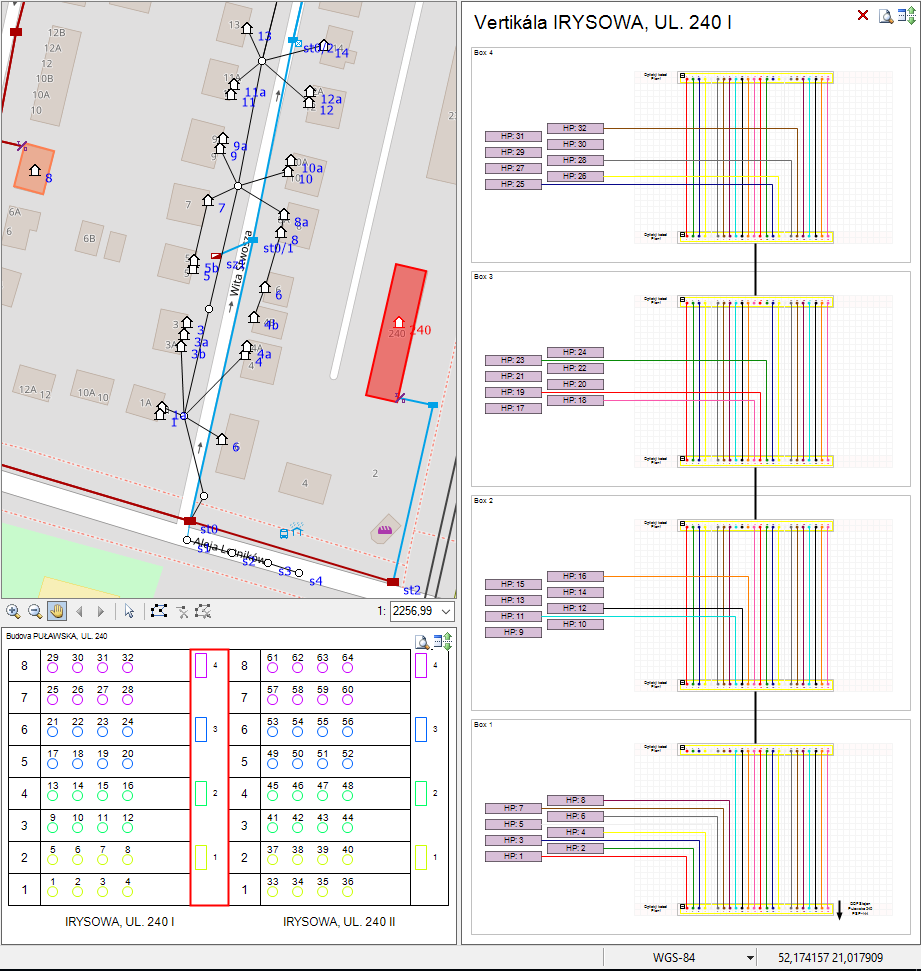 Vertikála IRYSOWA, UL. 240 I
Box 4
HP: 32
HP: 31
HP: 30
HP: 29
HP: 28
HP: 27
HP: 26
HP: 25
Box 3
HP: 24
HP: 23
HP: 22
HP: 21
HP: 20
HP: 19
HP: 18
HP: 17
Box 2
HP: 16
HP: 15
HP: 14
HP: 13
HP: 12
HP: 11
HP: 10
HP: 9
Box 1
HP: 8
HP: 7
HP: 6
HP: 5
HP: 4
HP: 3
HP: 2
HP: 1
12B
12A
12
10B
10A
10
13
13
st0/2
14
11A
11a
11
12a
12
9
9a
9
10a
10
8
6A
6
6B
7
7
8a
8
st0/1
Wita Stwosza
5b
5
6
3
3
3A
3a
3b
4b
4A
4a
4
4
240
240
12A
12
10A
10
1A
1a
1
6
4
2
st0
Aleja Lotników
s1
s2
s3
s4
st2
1:
2256,99
Budova PUŁAWSKA, UL. 240
8
29 30 31 32
4
8
61 62 63 64
4
7
25 26 27 28
7
57 58 59 60
6
21 22 23 24
3
6
53 54 55 56
3
5
17 18 19 20
5
49 50 51 52
4
13 14 15 16
2
4
45 46 47 48
2
3
9 10 11 12
3
41 42 43 44
2
5 6 7 8
1
2
37 38 39 40
1
1
1 2 3 4
1
33 34 35 36
IRYSOWA, UL. 240 I
IRYSOWA, UL. 240 II
WGS-84
52,174157 21,017909